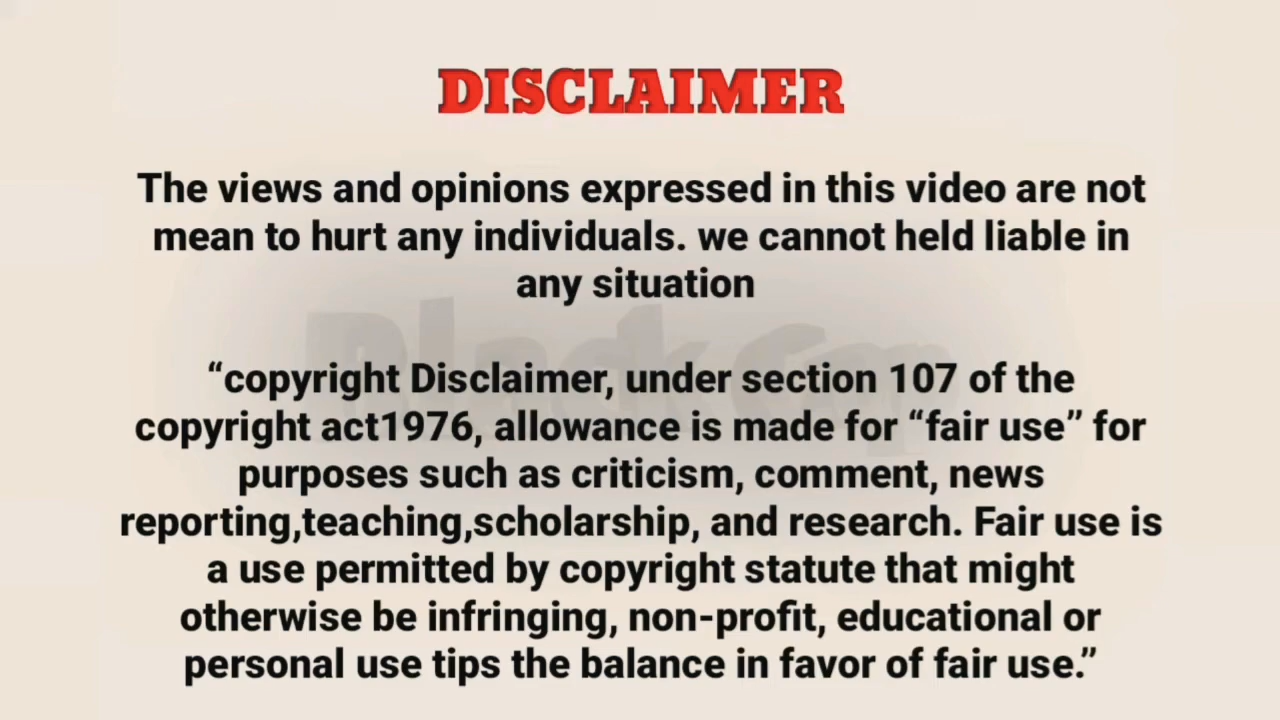 DISCLAIMER
The views and opinions expressed in this video are not
mean to hurt any individuals. we cannot held liable in
any situation
“copyright Disclaimer, under section 107 of the
copyright act1976, allowance is made for “fair use” for
purposes such as criticism, comment, news
reporting,teaching,scholarship, and research. Fair use is
a use permitted by copyright statute that might
otherwise be infringing, non-profit, educational or
personal use tips the balance in favor of fair use.”
Black Cap